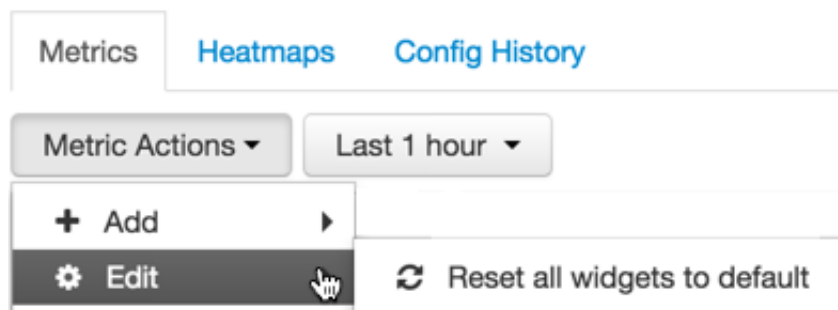 Metrics Heatmaps Config History
Metric Actions Last 1 hour
Add
Edit Reset all widgets to default